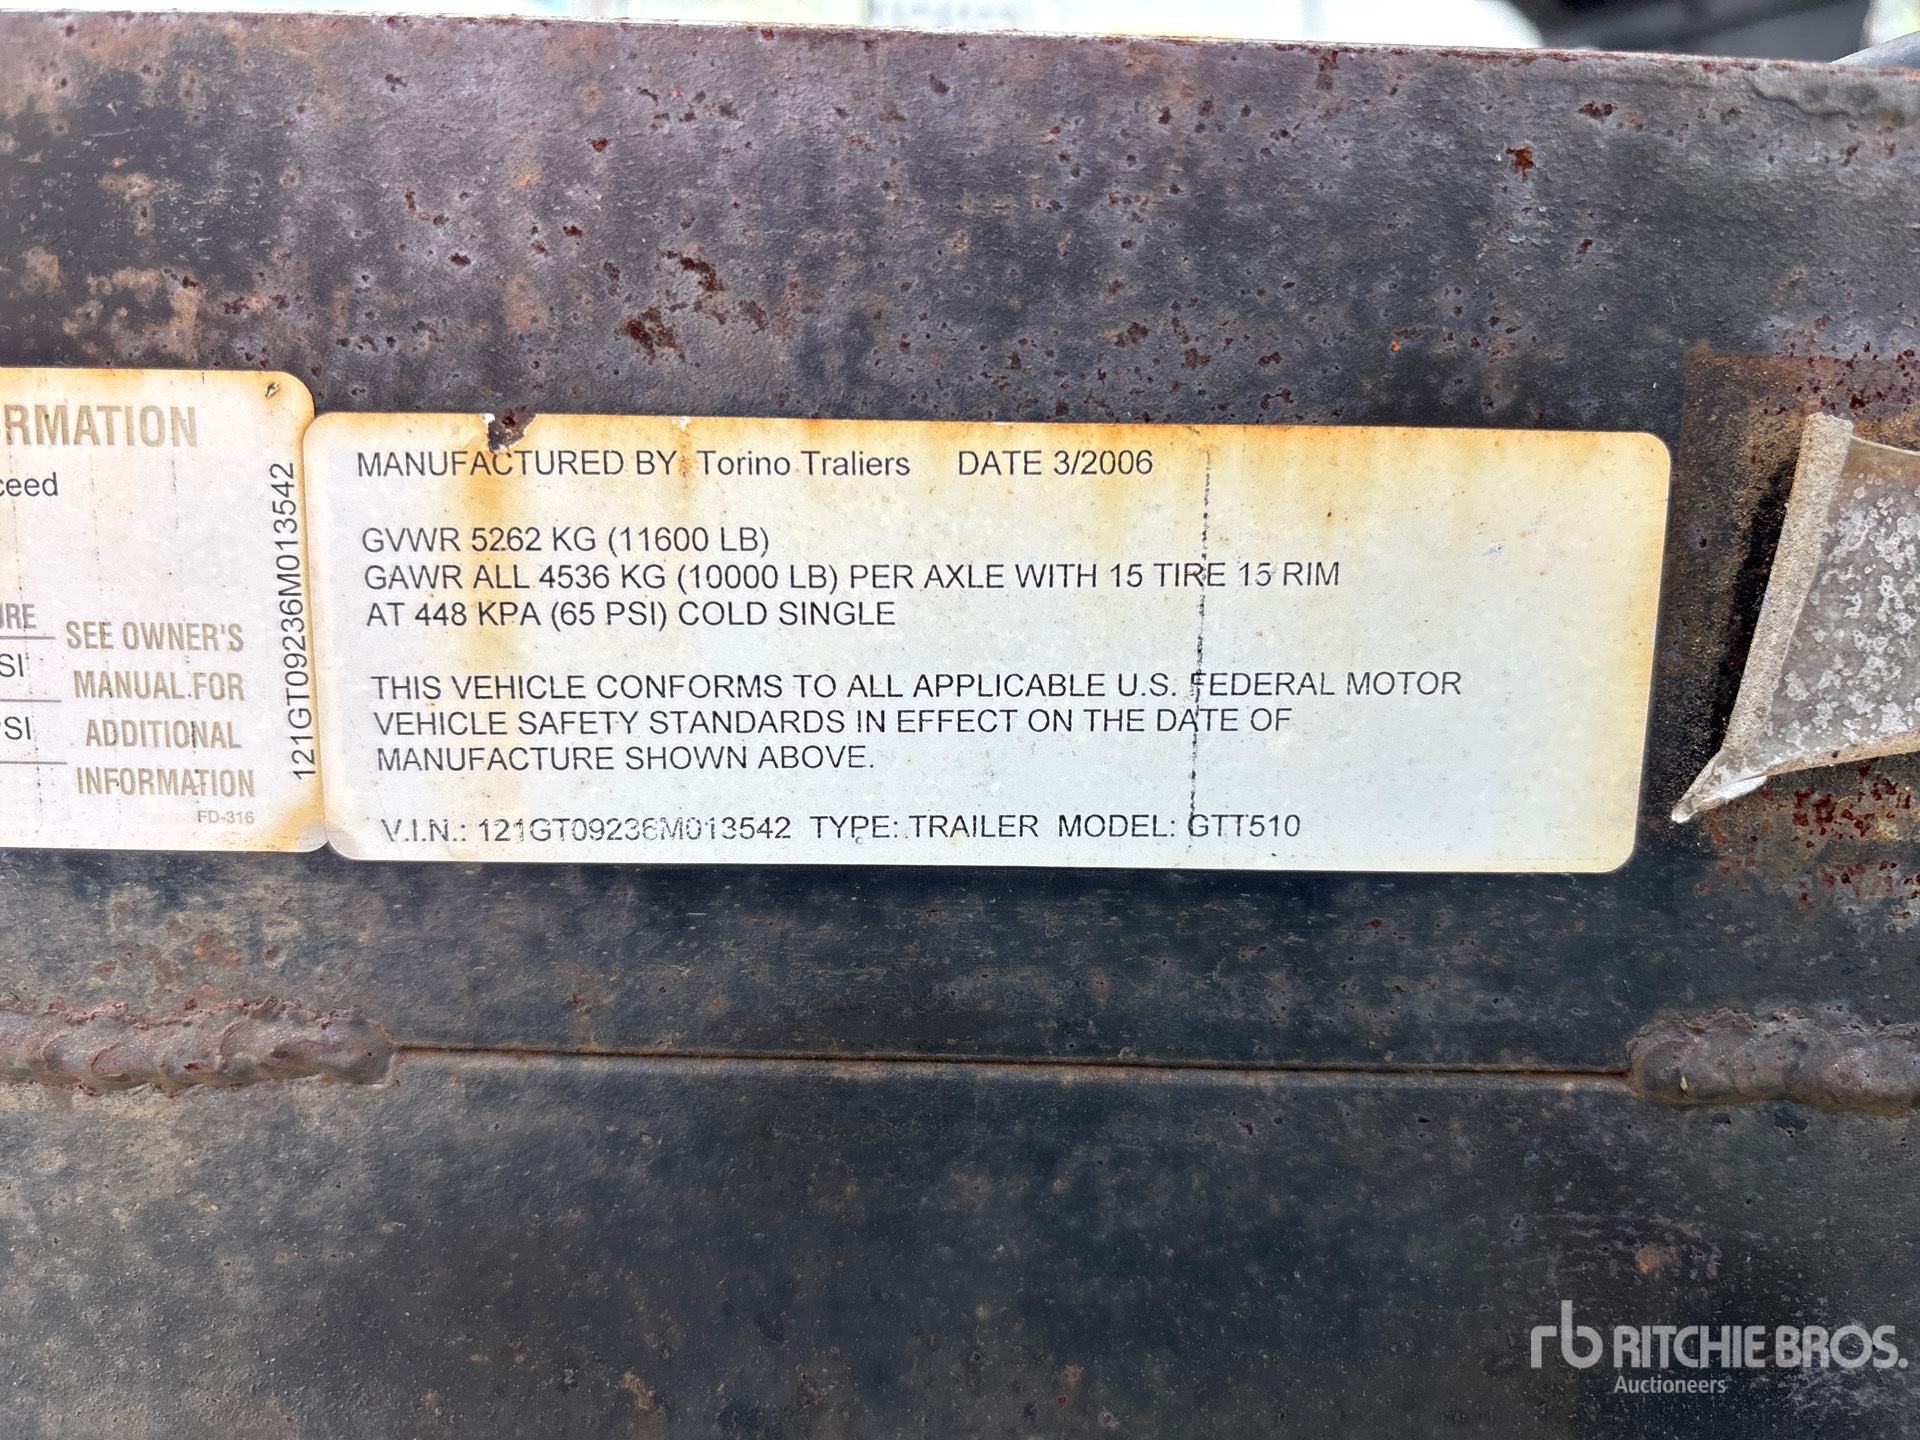 RMATION
ceed
URE
SI
PSI
SEE OWNER'S
MANUAL FOR
ADDITIONAL
INFORMATION
FD-316
121GT09236M013542
MANUFACTURED BY Torino Traliers DATE 3/2006
GVWR 5262 KG (11600 LB)
GAWR ALL 4536 KG (10000 LB) PER AXLE WITH 15 TIRE 15 RIM
AT 448 KPA (65 PSI) COLD SINGLE
THIS VEHICLE CONFORMS TO ALL APPLICABLE U.S. FEDERAL MOTOR
VEHICLE SAFETY STANDARDS IN EFFECT ON THE DATE OF
MANUFACTURE SHOWN ABOVE.
V.I.N.: 121GT09236M013542 TYPE: TRAILER MODEL: GTT510
rb RITCHIE BROS.
Auctioneers